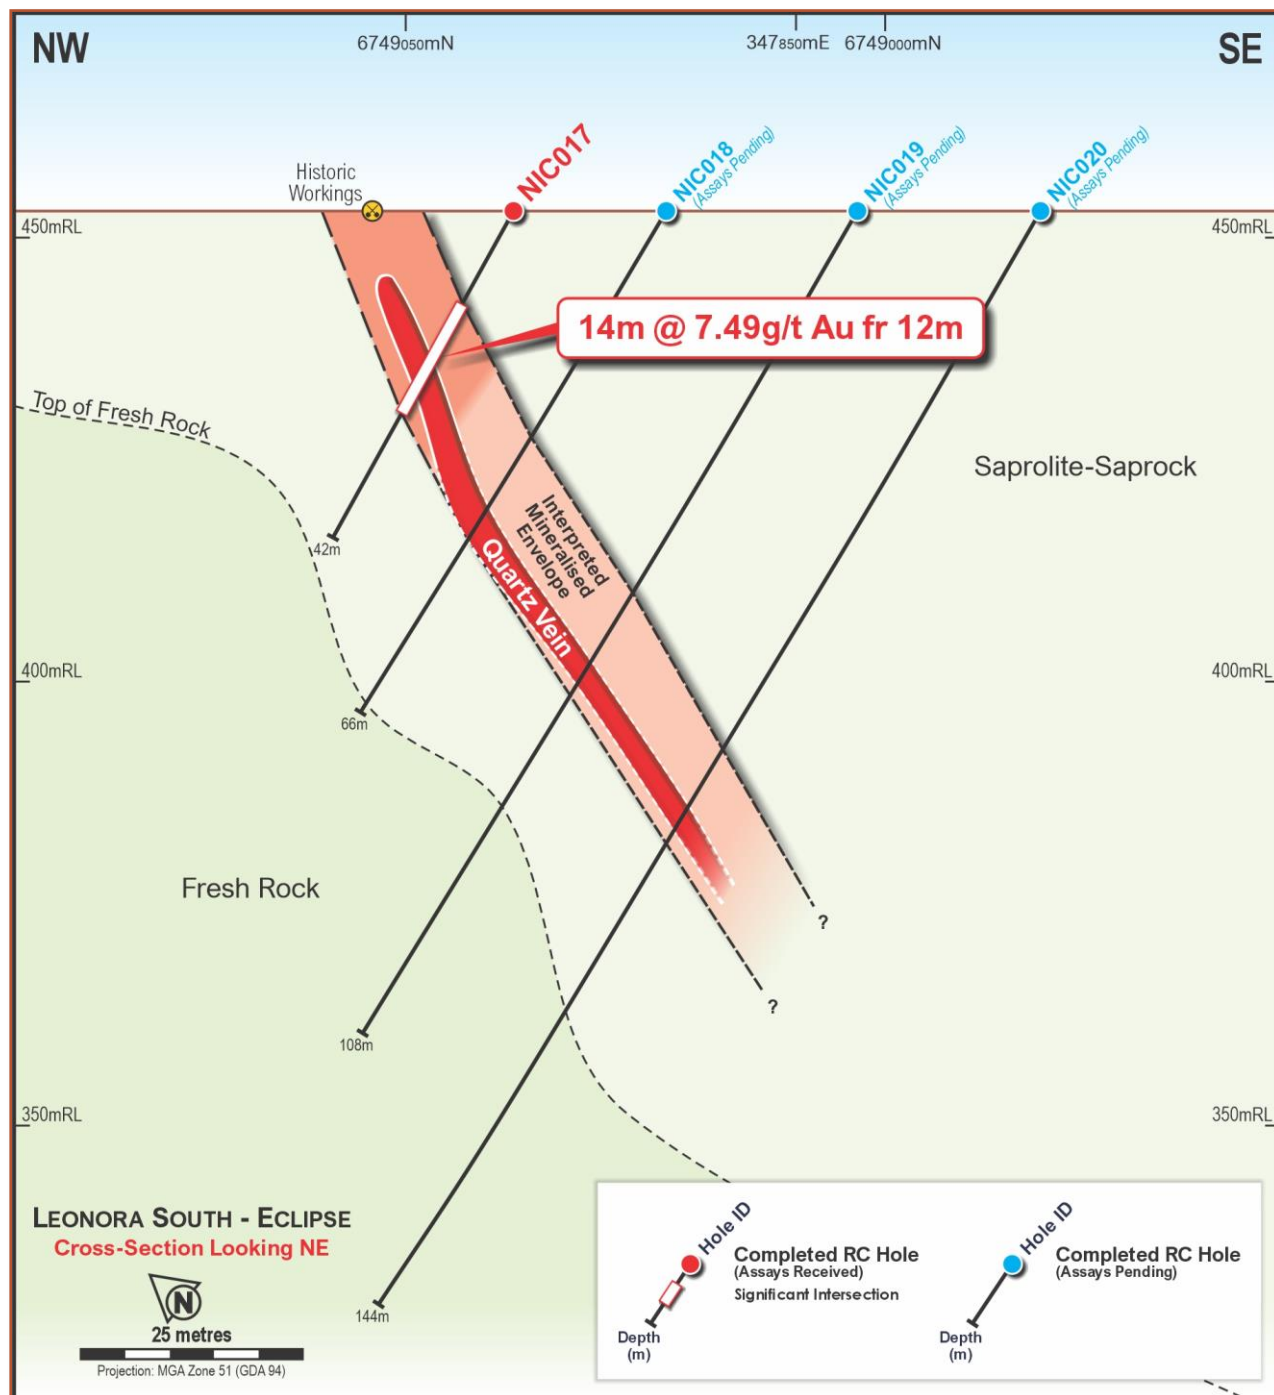 NW
6749050mN
347850mE
6749000mN
SE
Historic
Workings
NIC017
NIC018
(Assays Pending)
NIC019
(Assays Pending)
NIC020
(Assays Pending)
450mRL
450mRL
14m @ 7.49g/t Au fr 12m
Top of Fresh Rock
Saprolite-Saprock
Interpreted
Mineralised
Envelope
42m
Quartz Vein
400mRL
400mRL
66m
Fresh Rock
?
?
108m
350mRL
350mRL
LEONORA SOUTH - ECLIPSE
Cross-Section Looking NE
N
25 metres
Projection: MGA Zone 51 (GDA 94)
144m
Hole ID
Completed RC Hole
(Assays Received)
Significant Intersection
Depth
(m)
Hole ID
Completed RC Hole
(Assays Pending)
Depth
(m)